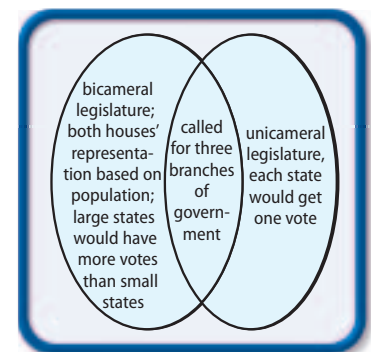 bicameral
legislature;
both houses’
representa-
tion based on
population;
large states
would have
more votes
than small
states
called
for three
branches
of
govern-
ment
unicameral
legislature,
each state
would get
one vote